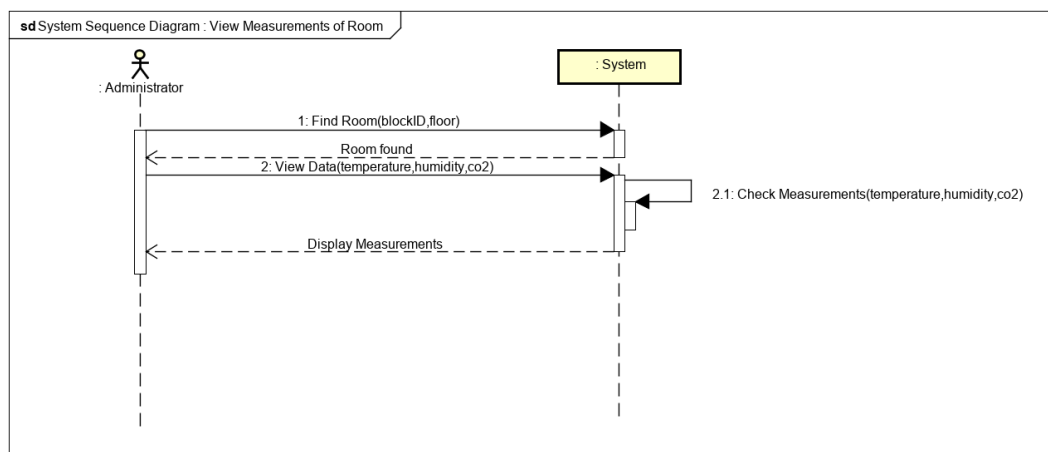 sd System Sequence Diagram : View Measurements of Room
: Administrator
: System
1: Find Room(blockID,floor)
Room found
2: View Data(temperature,humidity,co2)
2.1: Check Measurements(temperature,humidity,co2)
Display Measurements